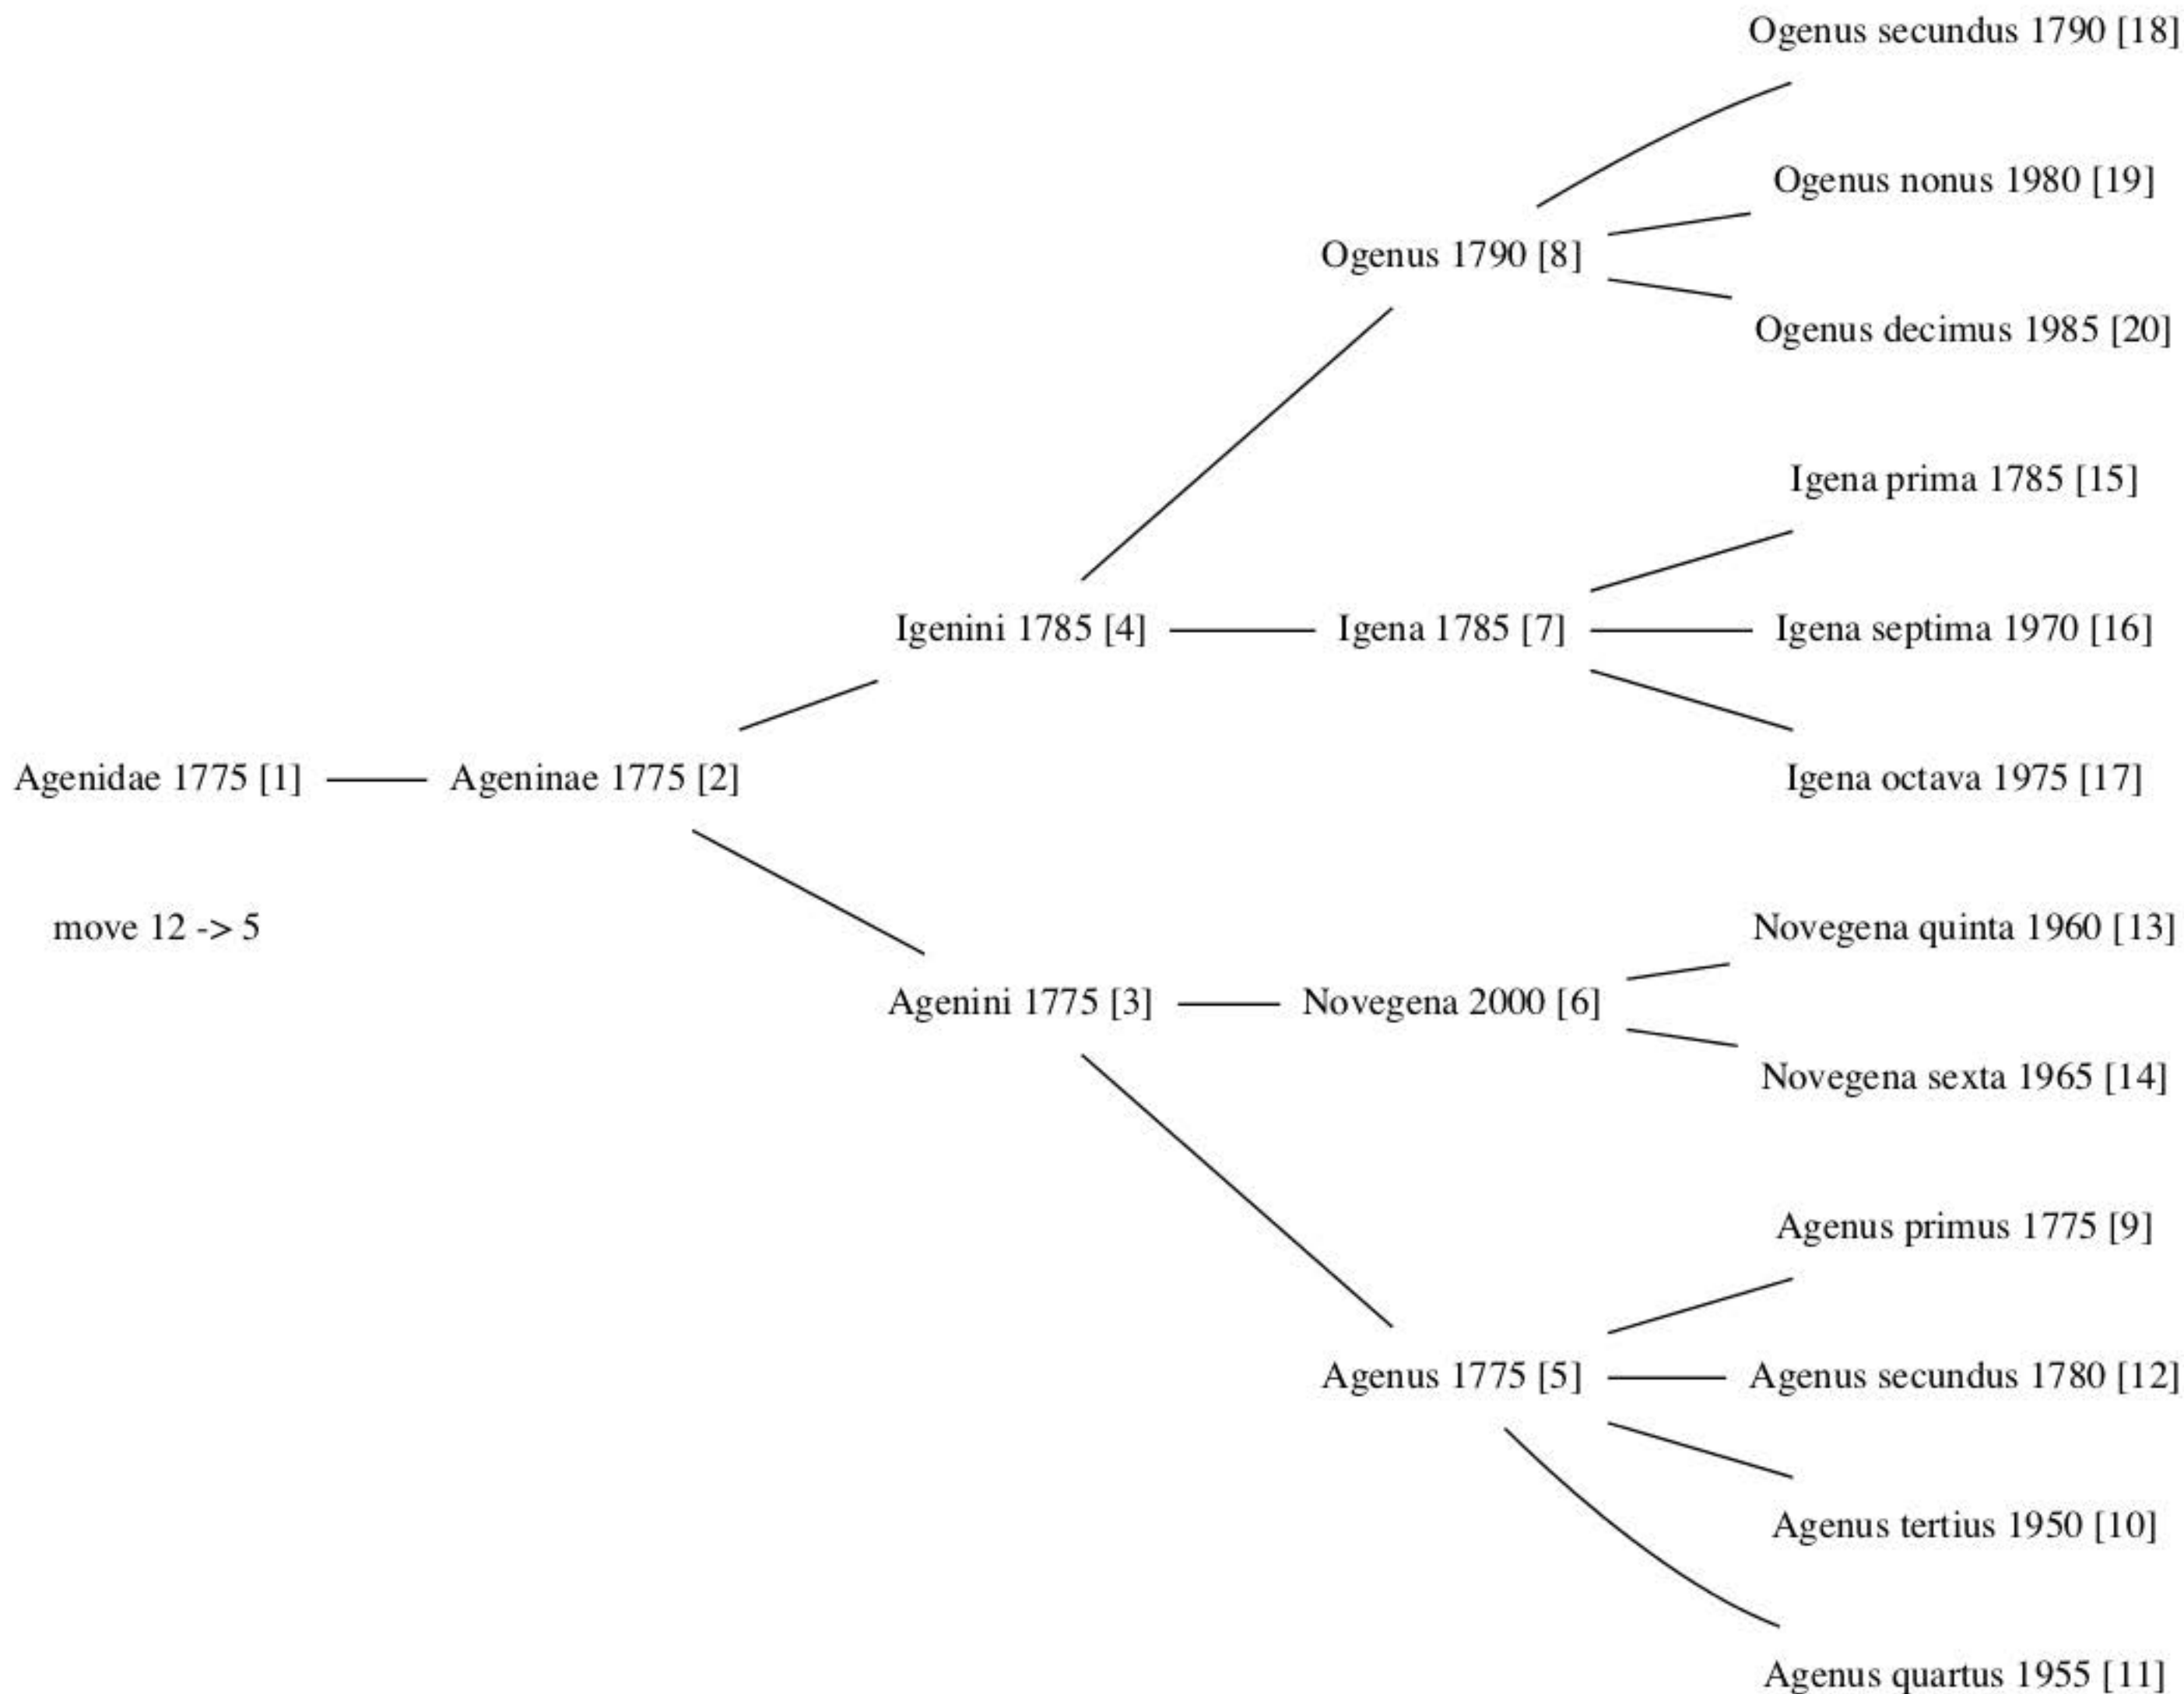 Ogenus secundus 1790 [18]
Ogenus nonus 1980 [19]
Ogenus 1790 [8]
Ogenus decimus 1985 [20]
Igena prima 1785 [15]
Igenini 1785 [4]
Igena 1785 [7]
Igena septima 1970 [16]
Agenidae 1775 [1]
Ageninae 1775 [2]
Igena octava 1975 [17]
move 12 -> 5
Novegena quinta 1960 [13]
Agenini 1775 [3]
Novegena 2000 [6]
Novegena sexta 1965 [14]
Agenus primus 1775 [9]
Agenus 1775 [5]
Agenus secundus 1780 [12]
Agenus tertius 1950 [10]
Agenus quartus 1955 [11]